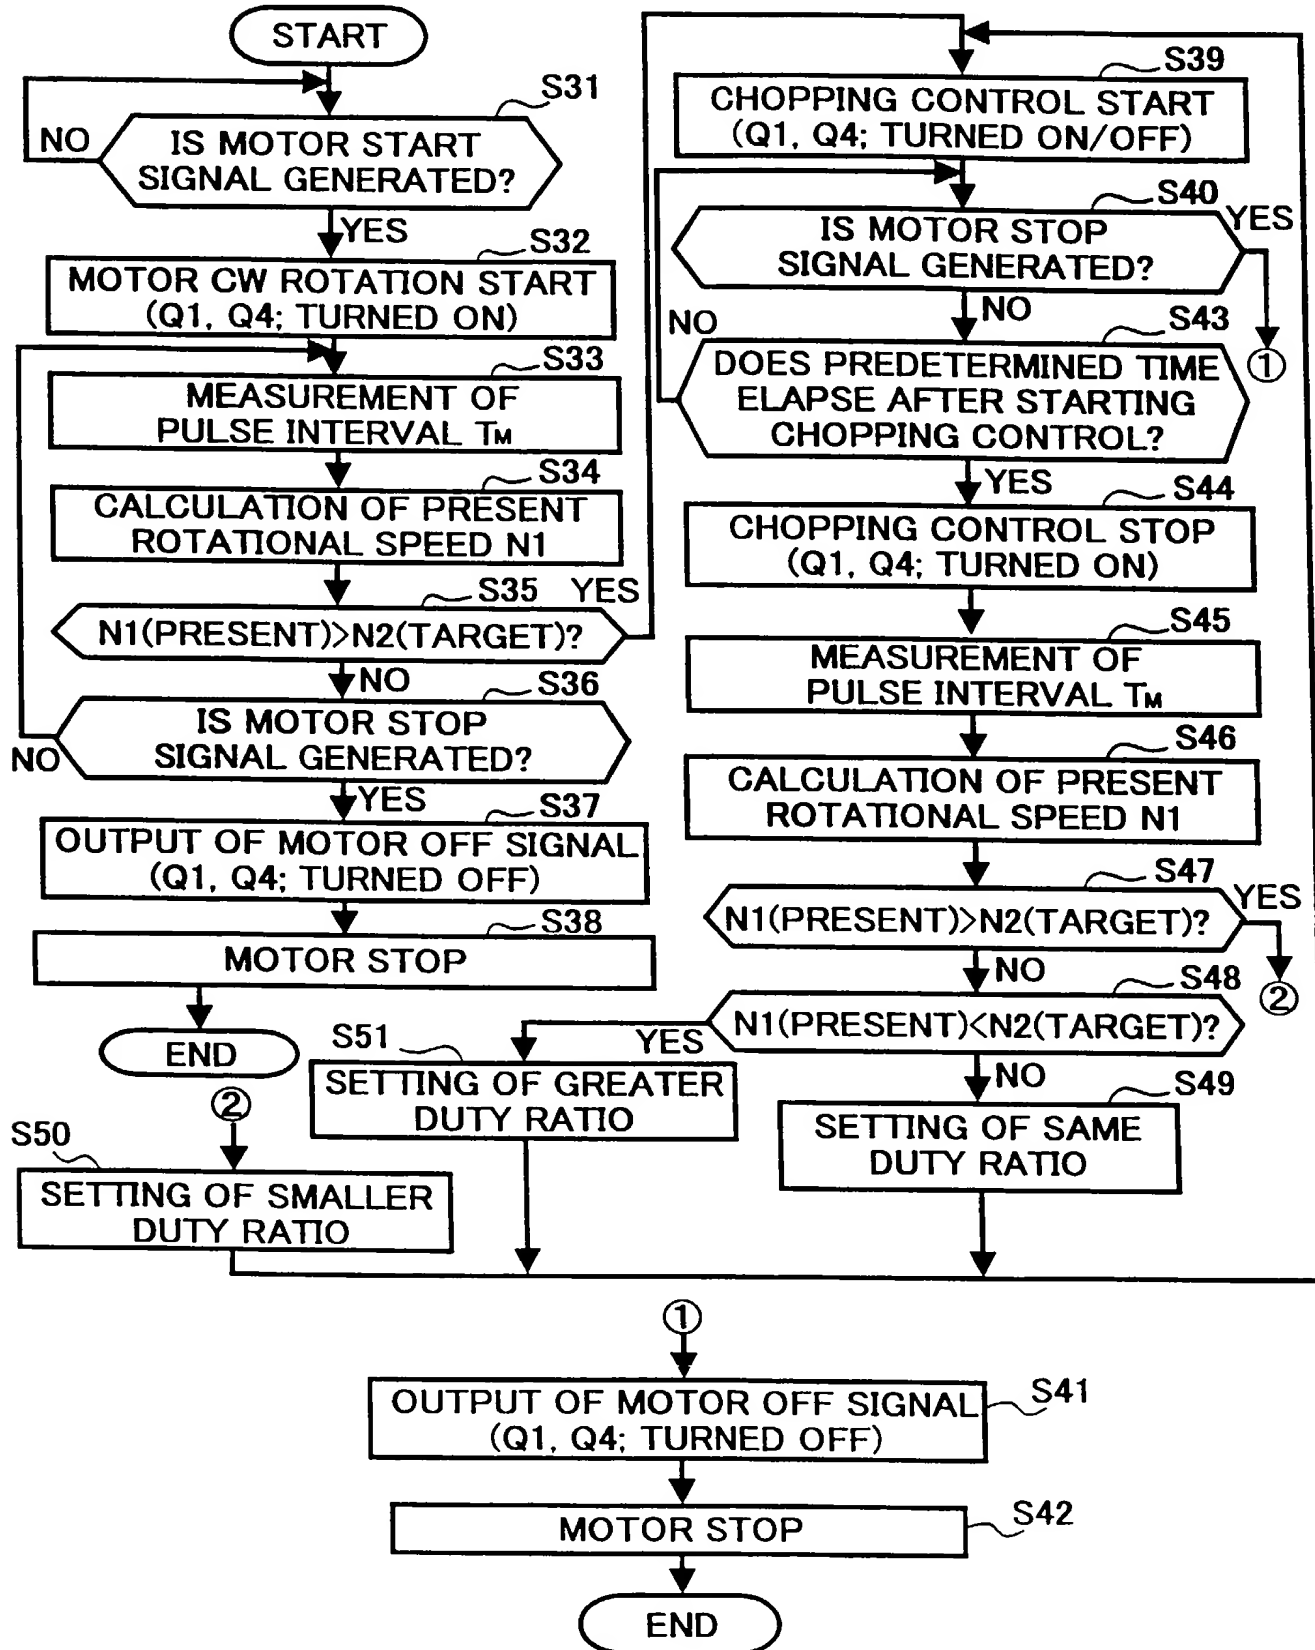 START
S31
NO
IS MOTOR START
SIGNAL GENERATED?
YES
S32
MOTOR CW ROTATION START
(Q1, Q4; TURNED ON)
S33
MEASUREMENT OF
PULSE INTERVAL TM
S34
CALCULATION OF PRESENT
ROTATIONAL SPEED N1
S35
YES
N1(PRESENT)>N2(TARGET)?
NO
S36
IS MOTOR STOP
SIGNAL GENERATED?
NO
YES
S37
OUTPUT OF MOTOR OFF SIGNAL
(Q1, Q4; TURNED OFF)
S38
MOTOR STOP
END
S39
CHOPPING CONTROL START
(Q1, Q4; TURNED ON/OFF)
S40
YES
IS MOTOR STOP
SIGNAL GENERATED?
①
NO
NO
S43
DOES PREDETERMINED TIME
ELAPSE AFTER STARTING
CHOPPING CONTROL?
YES
S44
CHOPPING CONTROL STOP
(Q1, Q4; TURNED ON)
S45
MEASUREMENT OF
PULSE INTERVAL TM
S46
CALCULATION OF PRESENT
ROTATIONAL SPEED N1
S47
YES
N1(PRESENT)>N2(TARGET)?
②
NO
S48
N1(PRESENT)<N2(TARGET)?
YES
NO
S51
SETTING OF GREATER
DUTY RATIO
S49
SETTING OF SAME
DUTY RATIO
②
S50
SETTING OF SMALLER
DUTY RATIO
①
S41
OUTPUT OF MOTOR OFF SIGNAL
(Q1, Q4; TURNED OFF)
S42
MOTOR STOP
END